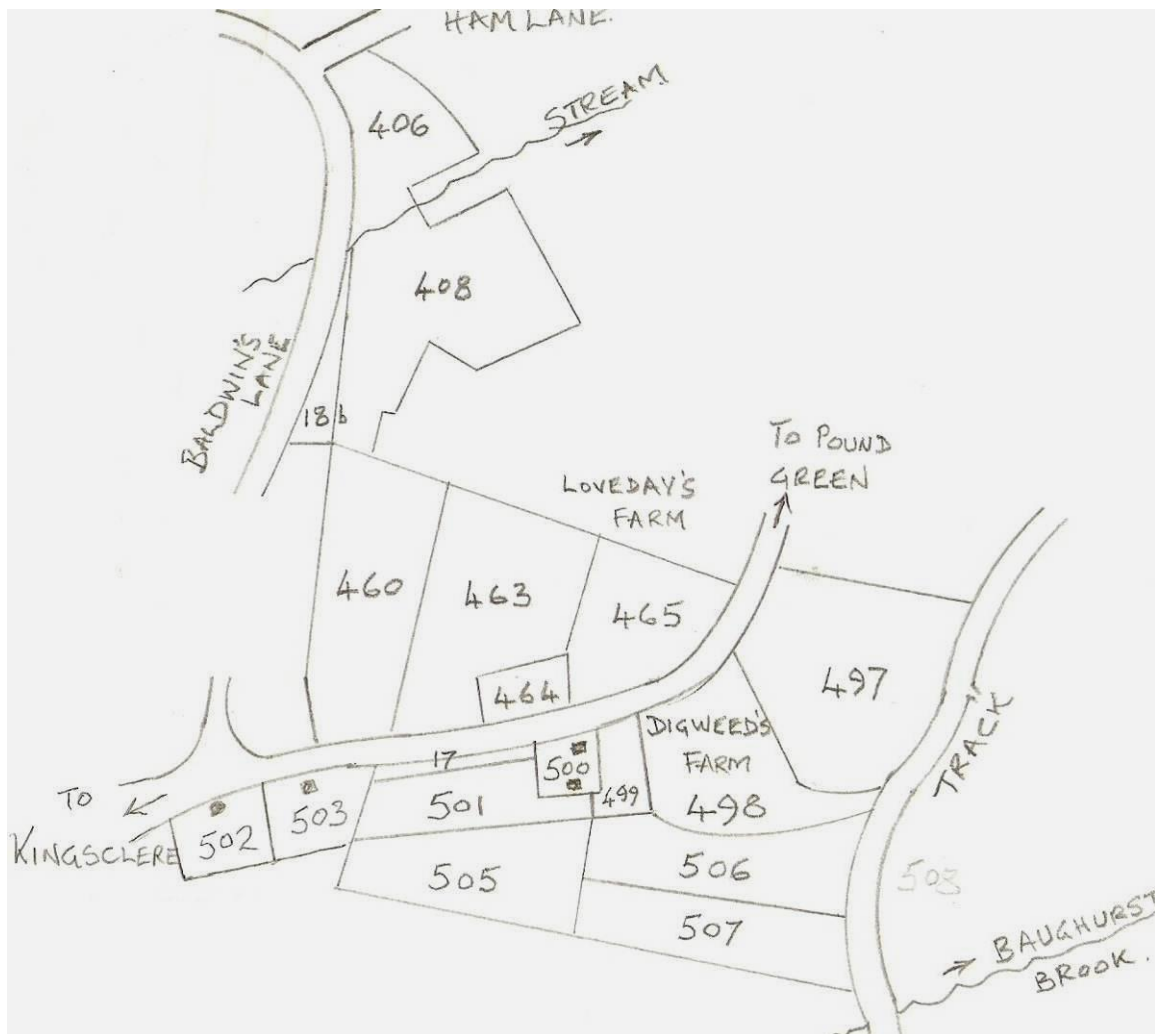 HAM LANE.
406
STREAM.
408
BALDWIN'S
LANE
18b
TO POUND
GREEN
LOVEDAY'S
FARM
460
463
465
464
497
DIGWEED'S
FARM
498
TRACK
17
500
499
TO
KINGSCLERE
502
503
501
505
506
507
508
BAUGHURST
BROOK.